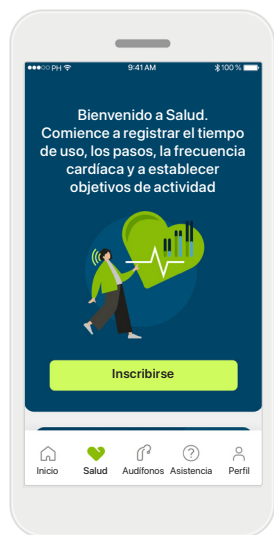 PH 9:41 AM 100 %
Bienvenido a Salud.
Comience a registrar el tiempo
de uso, los pasos, la frecuencia
cardíaca y a establecer
objetivos de actividad
Inscribirse
Inicio Salud Audífonos Asistencia Perfil